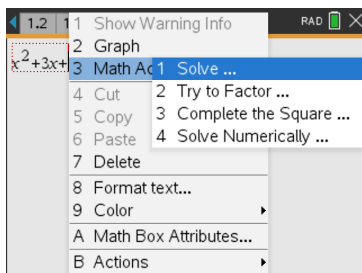 1.2 1 RAD
x²+3x+
1 Show Warning Info
2 Graph
3 Math Ac
4 Cut
5 Copy
6 Paste
7 Delete
8 Format text...
9 Color
A Math Box Attributes...
B Actions
1 Solve ...
2 Try to Factor ...
3 Complete the Square ...
4 Solve Numerically ...